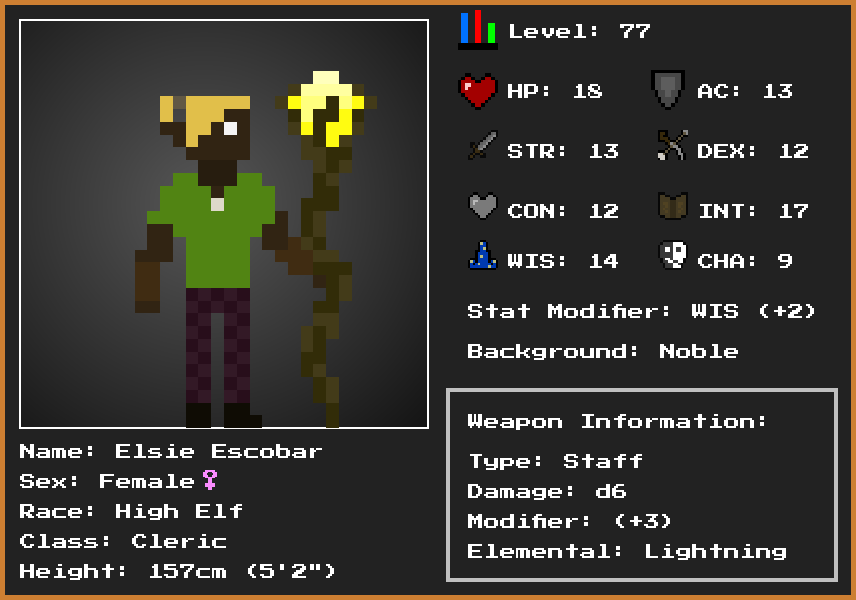 Level: 77
HP: 18 AC: 13
STR: 13 DEX: 12
CON: 12 INT: 17
WIS: 14 CHA: 9
Stat Modifier: WIS (+2)
Background: Noble
Weapon Information:
Type: Staff
Damage: d6
Modifier: (+3)
Elemental: Lightning
Name: Elsie Escobar
Sex: Female♀
Race: High Elf
Class: Cleric
Height: 157cm (5'2")